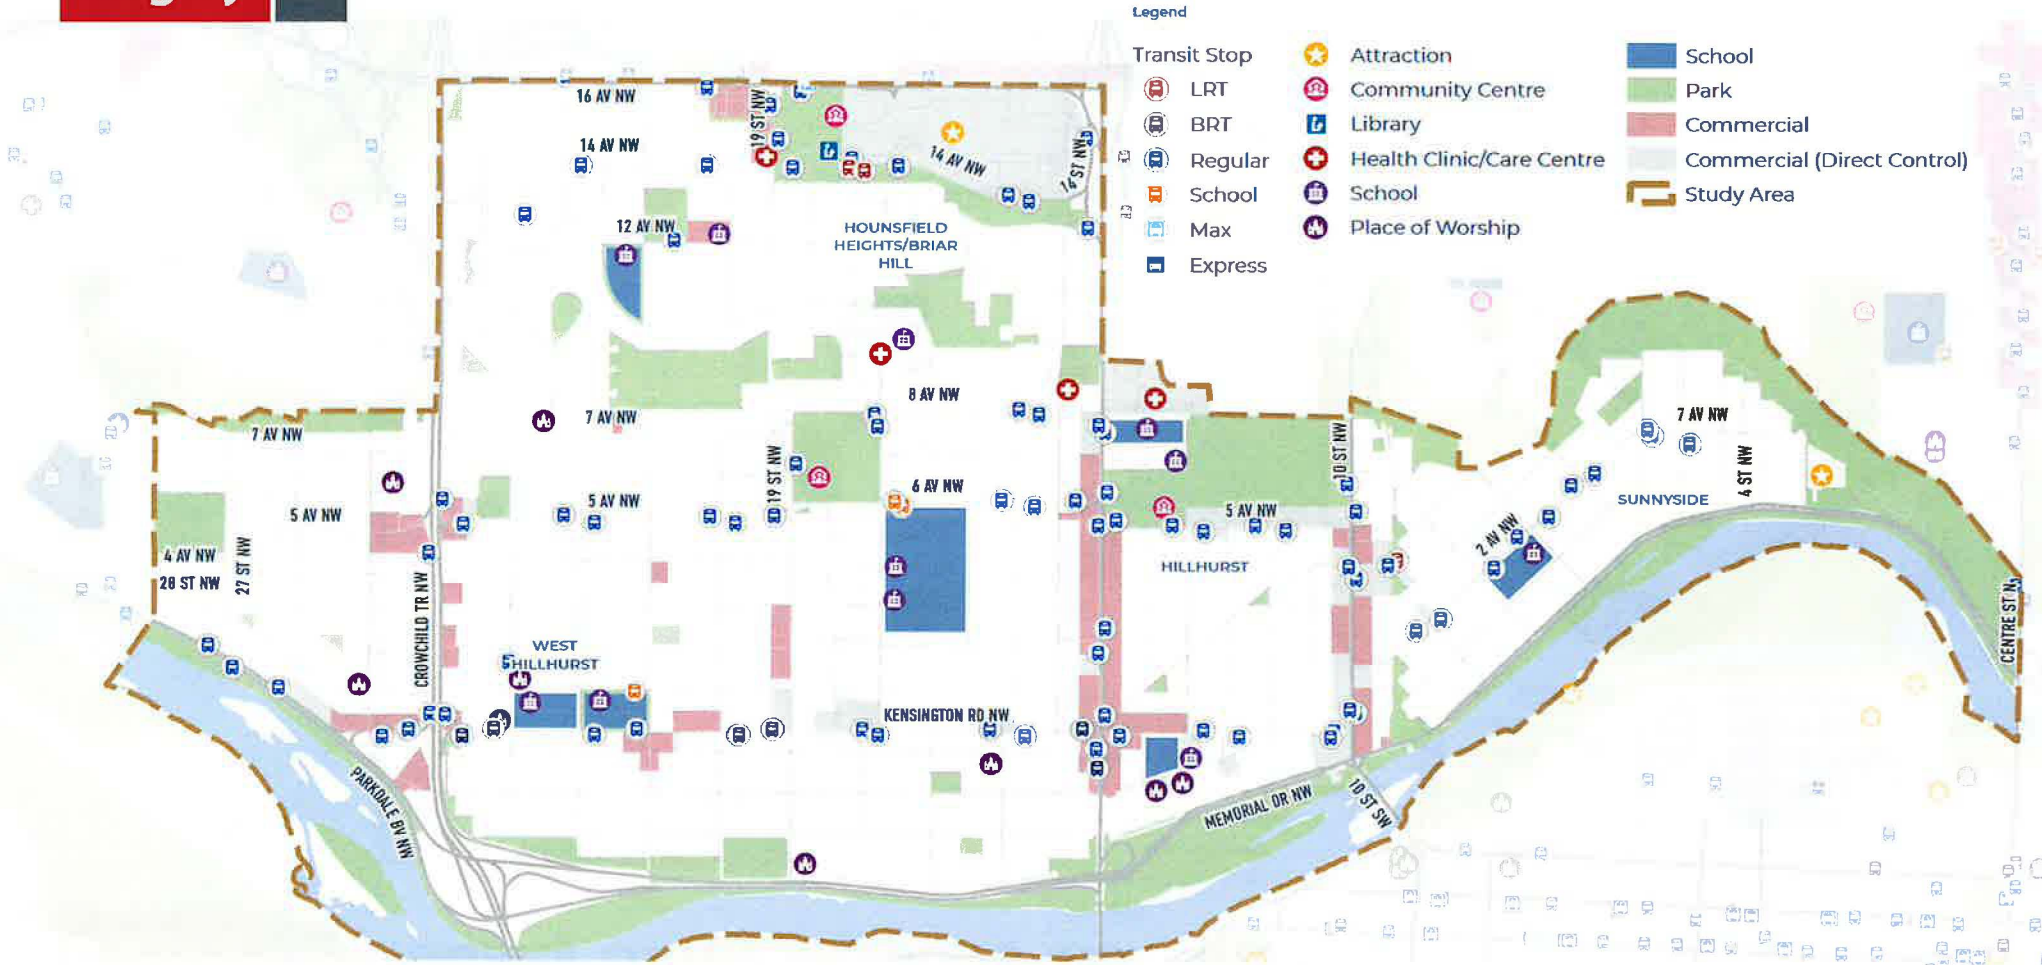 Legend
Transit Stop
LRT
BRT
Regular
School
Max
Express
Attraction
Community Centre
Library
Health Clinic/Care Centre
School
Place of Worship
School
Park
Commercial
Commercial (Direct Control)
Study Area
16 AV NW
19 ST NW
14 AV NW
14 AV NW
14 ST NW
12 AV NW
HOUNSFIELD
HEIGHTS/BRIAR
HILL
8 AV NW
7 AV NW
7 AV NW
7 AV NW
19 ST NW
10 ST NW
4 ST NW
6 AV NW
5 AV NW
5 AV NW
5 AV NW
SUNNYSIDE
2 AV NW
4 AV NW
28 ST NW
27 ST NW
HILLHURST
CROWCHILD TR NW
CENTRE ST N
WEST
HILLHURST
KENSINGTON RD NW
PARKDALE BV NW
MEMORIAL DR NW
10 ST SW